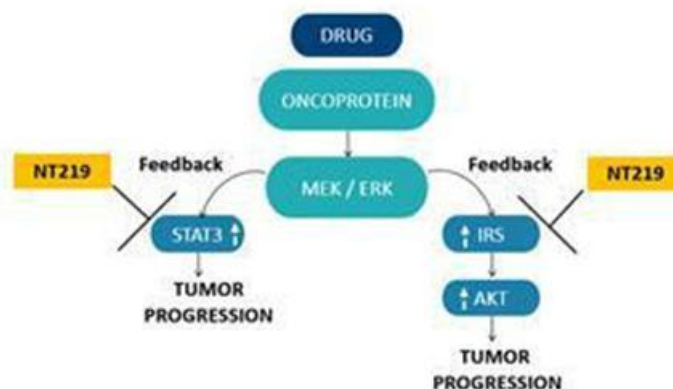 DRUG
ONCOPROTEIN
NT219
Feedback
Feedback
NT219
MEK / ERK
STAT3
IRS
TUMOR
PROGRESSION
AKT
TUMOR
PROGRESSION